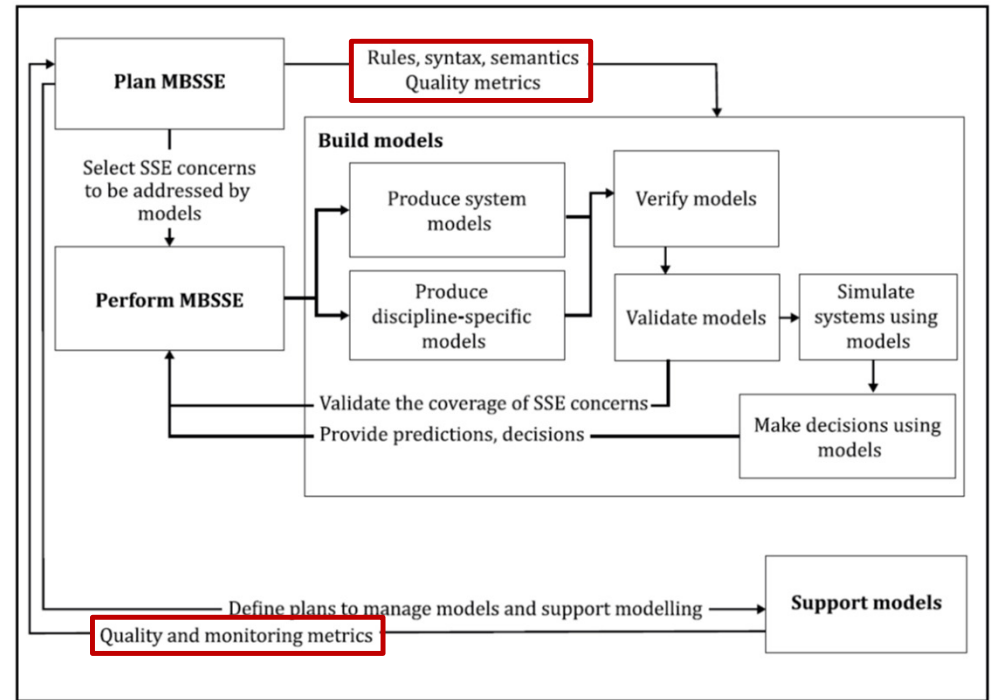 Plan MBSSE
Rules, syntax, semantics
Quality metrics
Select SSE concerns
to be addressed by
models
Build models
Produce system
models
Verify models
Perform MBSSE
Produce
discipline-specific
models
Validate models
Simulate
systems using
models
Validate the coverage of SSE concerns
Provide predictions, decisions
Make decisions using
models
Define plans to manage models and support modelling
Support models
Quality and monitoring metrics